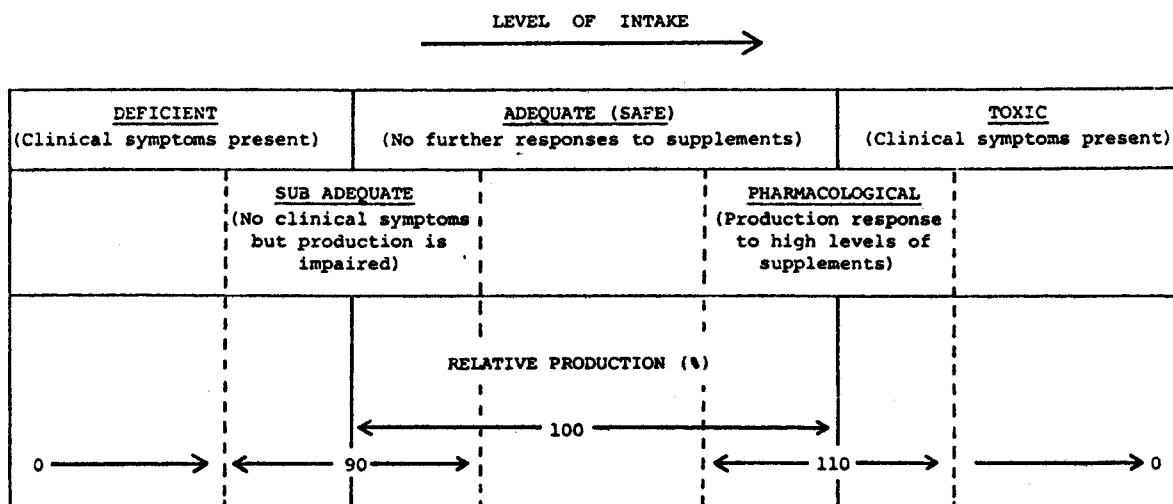 LEVEL OF INTAKE
DEFICIENT
(Clinical symptoms present)
ADEQUATE (SAFE)
(No further responses to supplements)
TOXIC
(Clinical symptoms present)
SUB ADEQUATE
(No clinical symptoms
but production is
impaired)
PHARMACOLOGICAL
(Production response
to high levels of
supplements)
RELATIVE PRODUCTION (%)
100
0
90
110
0